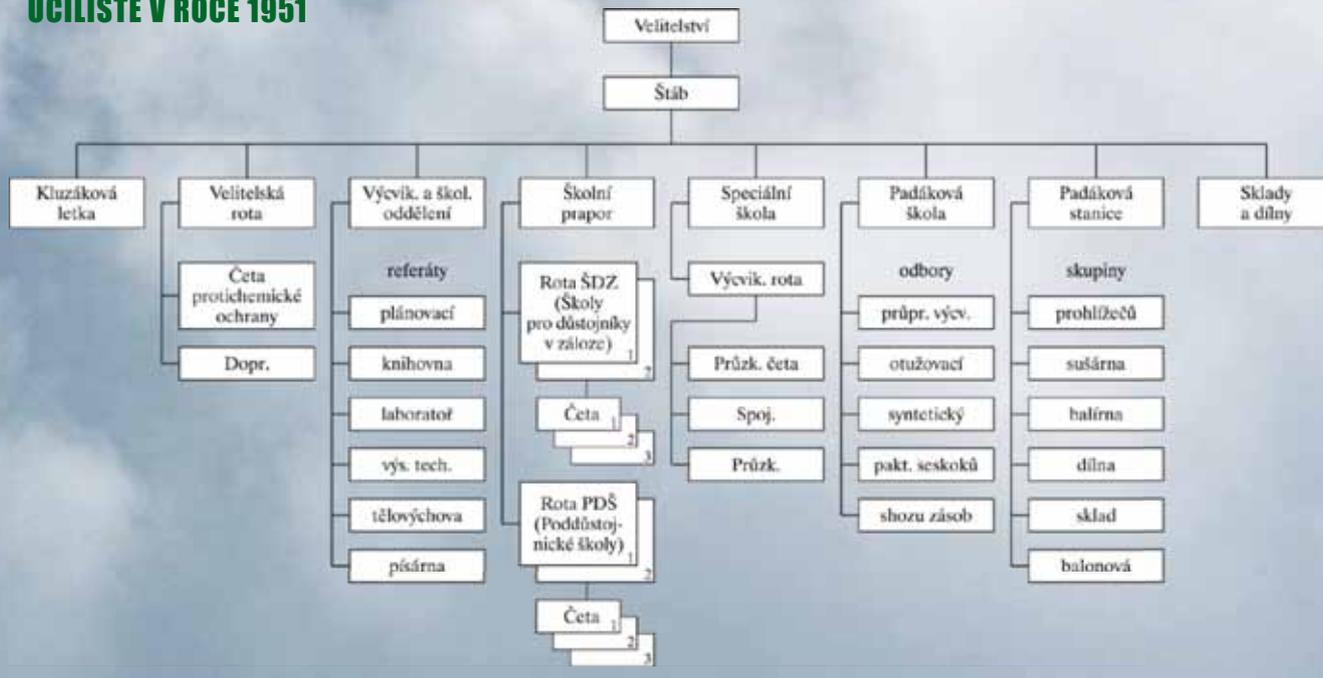 UČILIŠTĚ V ROCE 1951
Velitelství
Štáb
Kluzáková
letka
Velitelská
rota
Četa
protichemické
ochrany
Dopr.
Výcvik. a škol.
oddělení
referáty
plánovací
knihovna
laboratoř
výs. tech.
tělovýchova
písárna
Školní
prapor
Rota ŠDZ
(Školy
pro důstojníky
v záloze)
1
2
Četa
1
2
3
Rota PDŠ
(Poddůstoj-
nické školy)
1
2
Četa
1
2
3
Speciální
škola
Výcvik. rota
Průzk. četa
Spoj.
Průzk.
Padáková
škola
odbory
průpr. výcv.
otužovací
syntetický
pakt. seskoků
shozu zásob
Padáková
stanice
skupiny
prohlížečů
sušárna
balírna
dílna
sklad
balonová
Sklady
a dílny